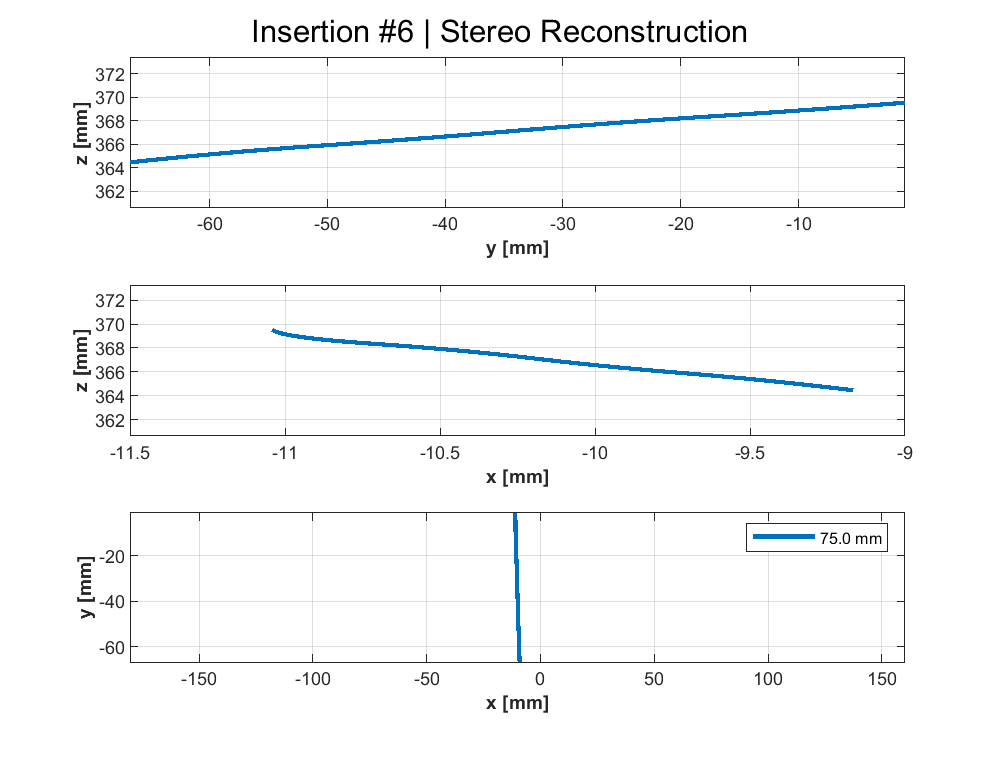 Insertion #6 | Stereo Reconstruction
372
370
368
366
364
362
z [mm]
-60 -50 -40 -30 -20 -10
y [mm]
372
370
368
366
364
362
z [mm]
-11.5 -11 -10.5 -10 -9.5 -9
x [mm]
75.0 mm
-20
-40
-60
y [mm]
-150 -100 -50 0 50 100 150
x [mm]